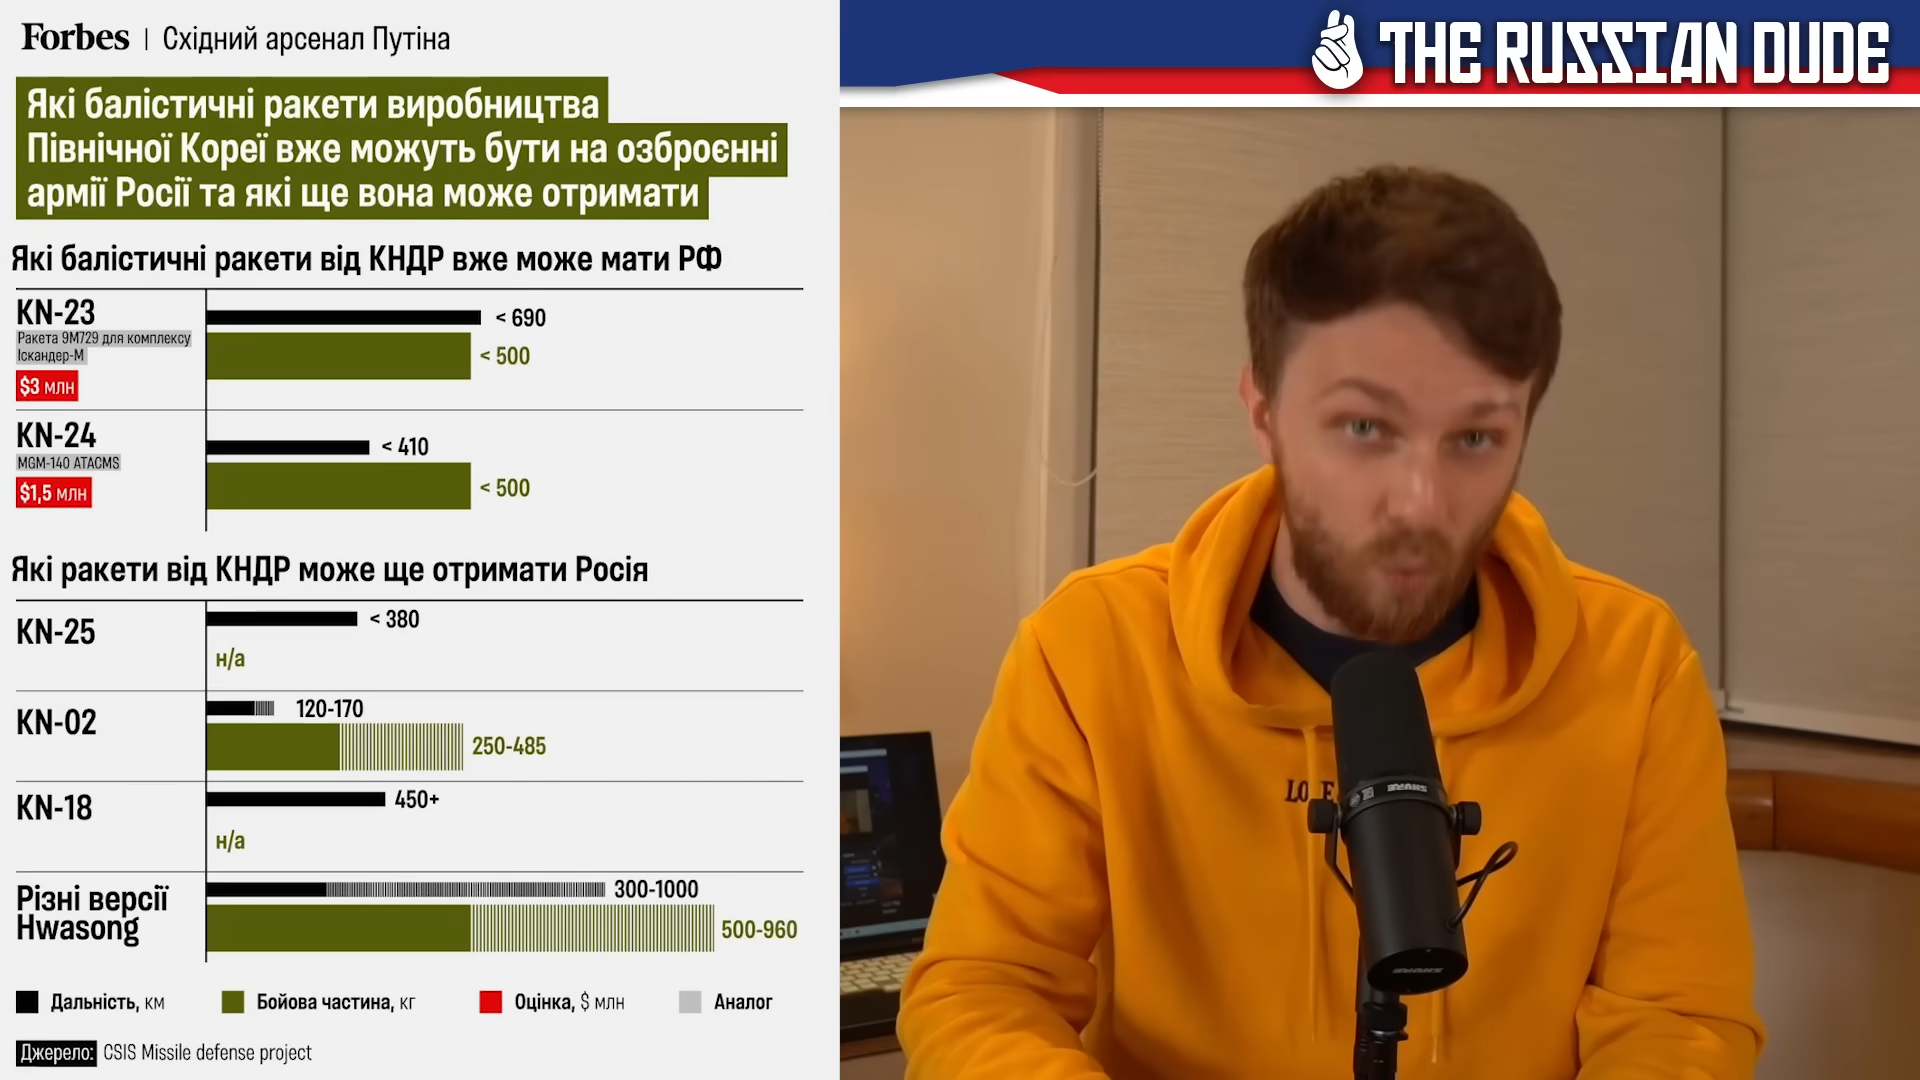 Forbes | Східний арсенал Путіна
THE RUSSIAN DUDE
Які балістичні ракети виробництва
Північної Кореї вже можуть бути на озброєнні
армії Росії та які ще вона може отримати
Які балістичні ракети від КНДР вже може мати РФ
KN-23
Ракета 9М729 для комплексу
Іскандер-М
$3 млн
< 690
< 500
KN-24
MGM-140 ATACMS
$1,5 млн
< 410
< 500
Які ракети від КНДР може ще отримати Росія
KN-25
< 380
н/а
KN-02
120-170
250-485
KN-18
450+
н/а
Різні версії
Hwasong
300-1000
500-960
Дальність, км
Бойова частина, кг
Оцінка, $ млн
Аналог
Джерело: CSIS Missile defense project
SHURE
SHURE